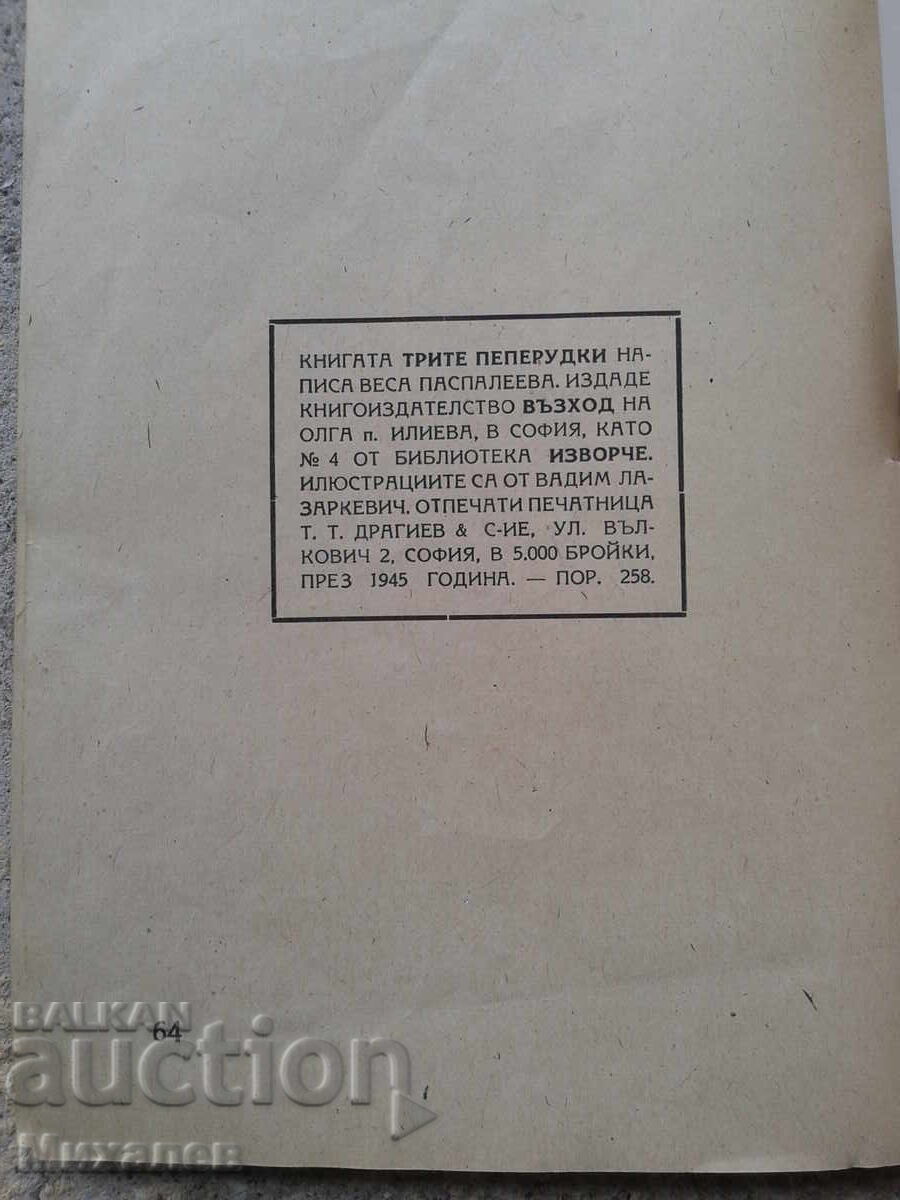 КНИГАТА ТРИТЕ ПЕПЕРУДКИ НА-
ПИСА ВЕСА ПАСПАЛЕЕВА. ИЗДАДЕ
КНИГОИЗДАТЕЛСТВО ВЪЗХОД НА
ОЛГА п. ИЛИЕВА, В СОФИЯ, КАТО
№ 4 ОТ БИБЛИОТЕКА ИЗВОРЧЕ.
ИЛЮСТРАЦИИТЕ СА ОТ ВАДИМ ЛА-
ЗАРКЕВИЧ. ОТПЕЧАТИ ПЕЧАТНИЦА
Т. Т. ДРАГИЕВ & С-ИЕ, УЛ. ВЪЛ-
КОВИЧ 2, СОФИЯ, В 5.000 БРОЙКИ,
ПРЕЗ 1945 ГОДИНА. — ПОР. 258.
64
BALKAN
auction
Михалев